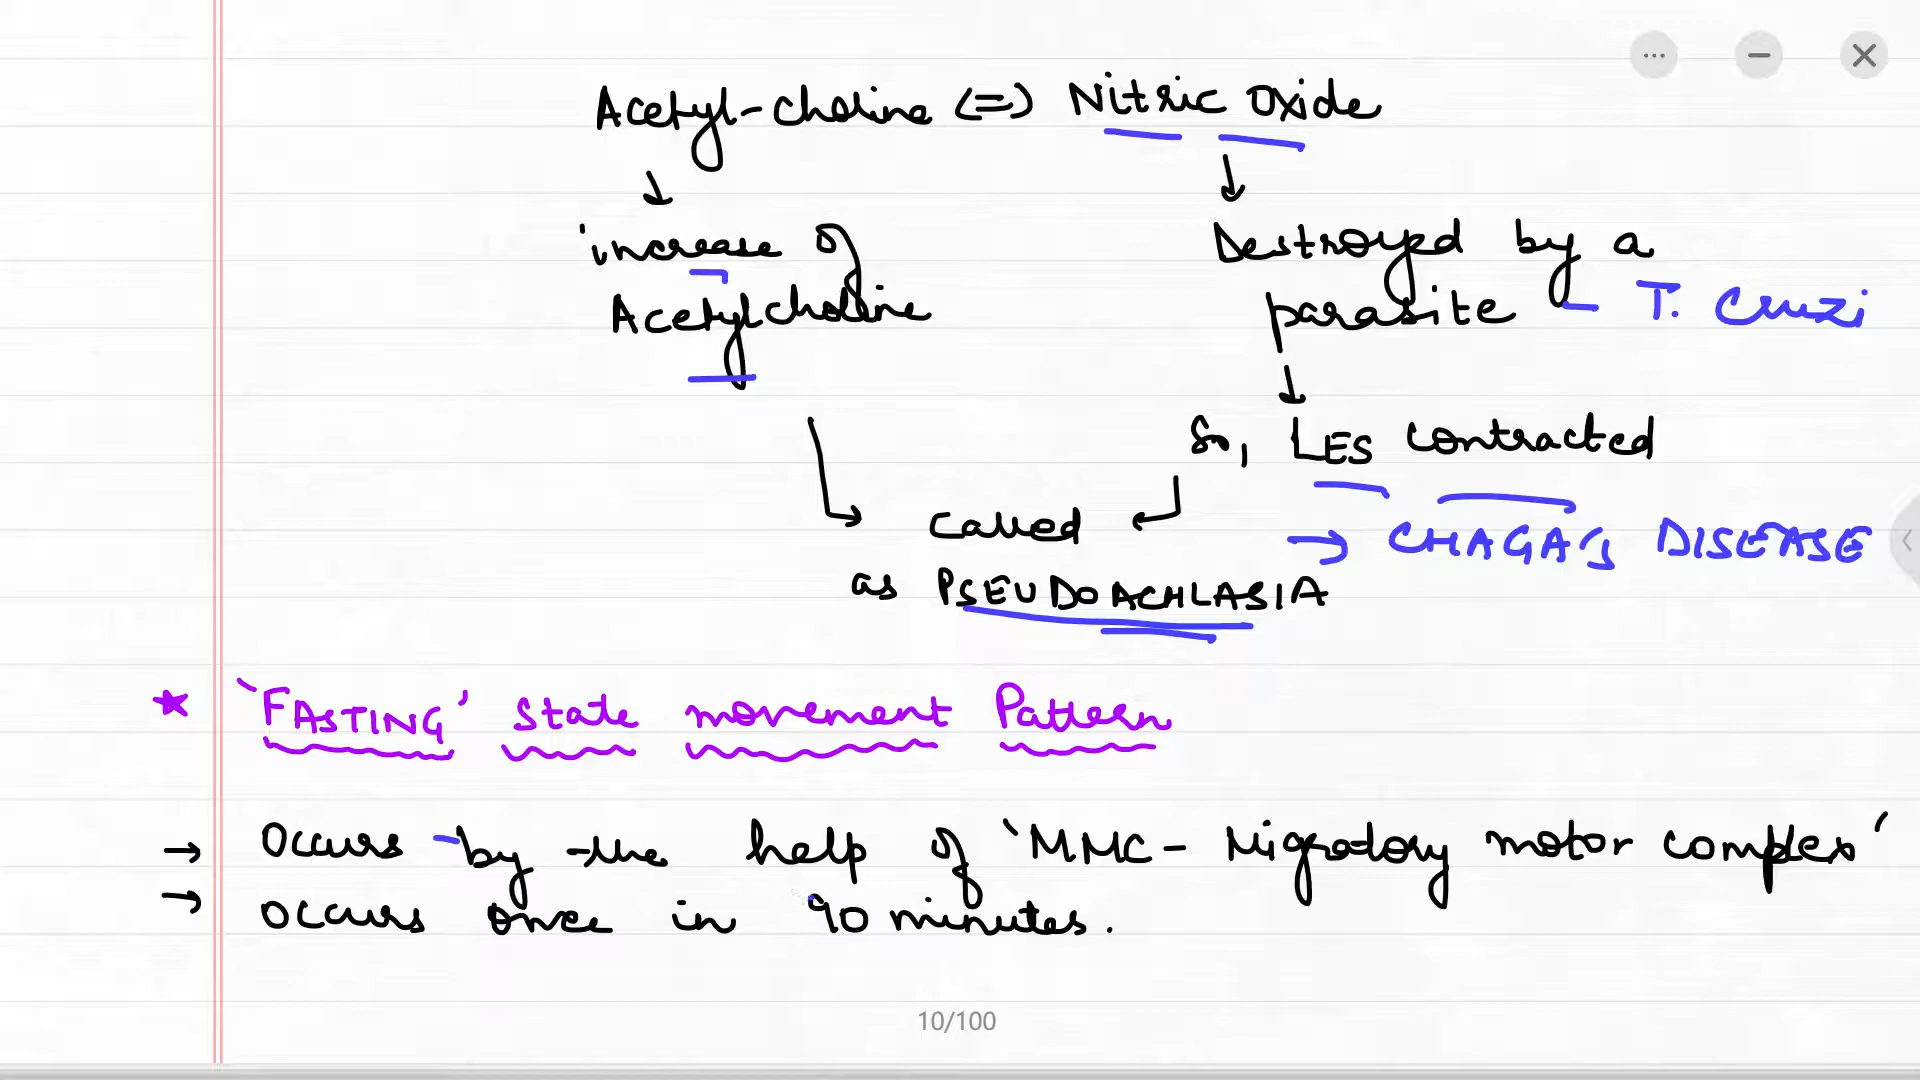 Acetyl-choline (=) Nitric Oxide
↓ ↓
increase of Destroyed by a
Acetylcholine parasite - T. Cruzi
↓
So, LES contracted
called → CHAGA's DISEASE
as PSEUDOACHLASIA
* 'FASTING' state movement Pattern
→ Occurs by the help of 'MMC - Migratory motor complex'
→ Occurs once in 90 minutes.
10/100